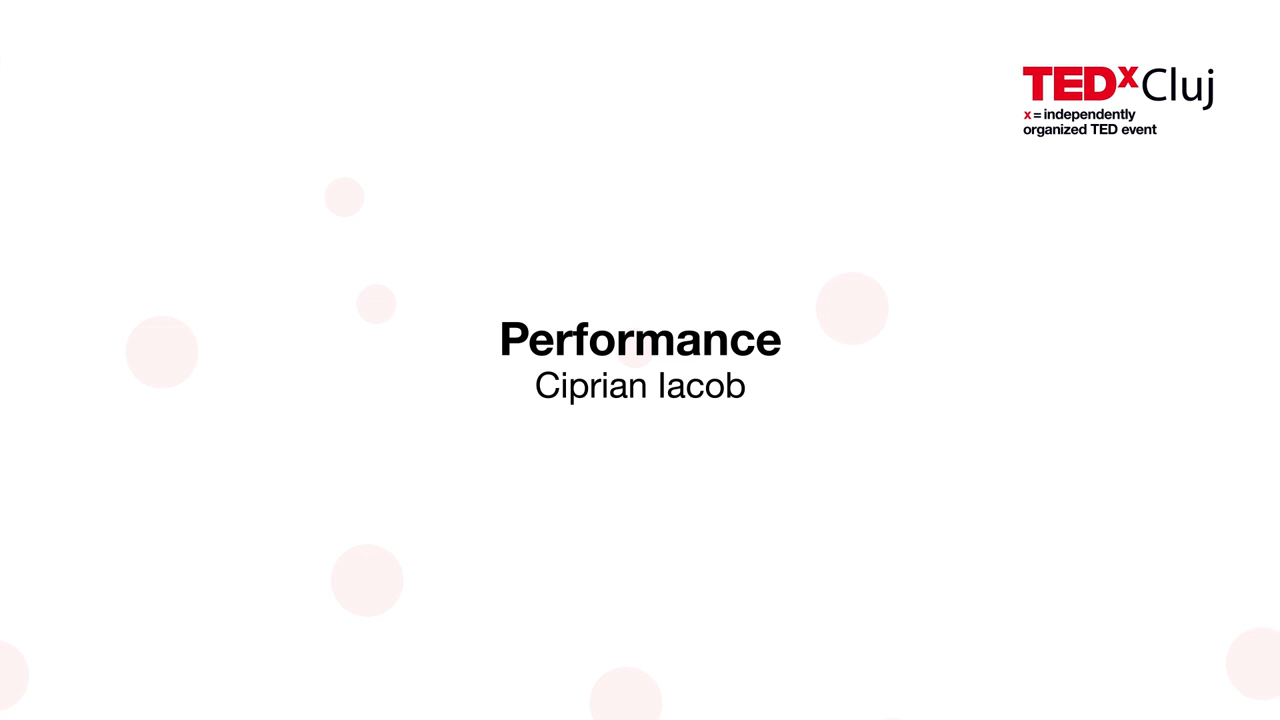 TEDxCluj
x = independently
organized TED event
Performance
Ciprian Iacob